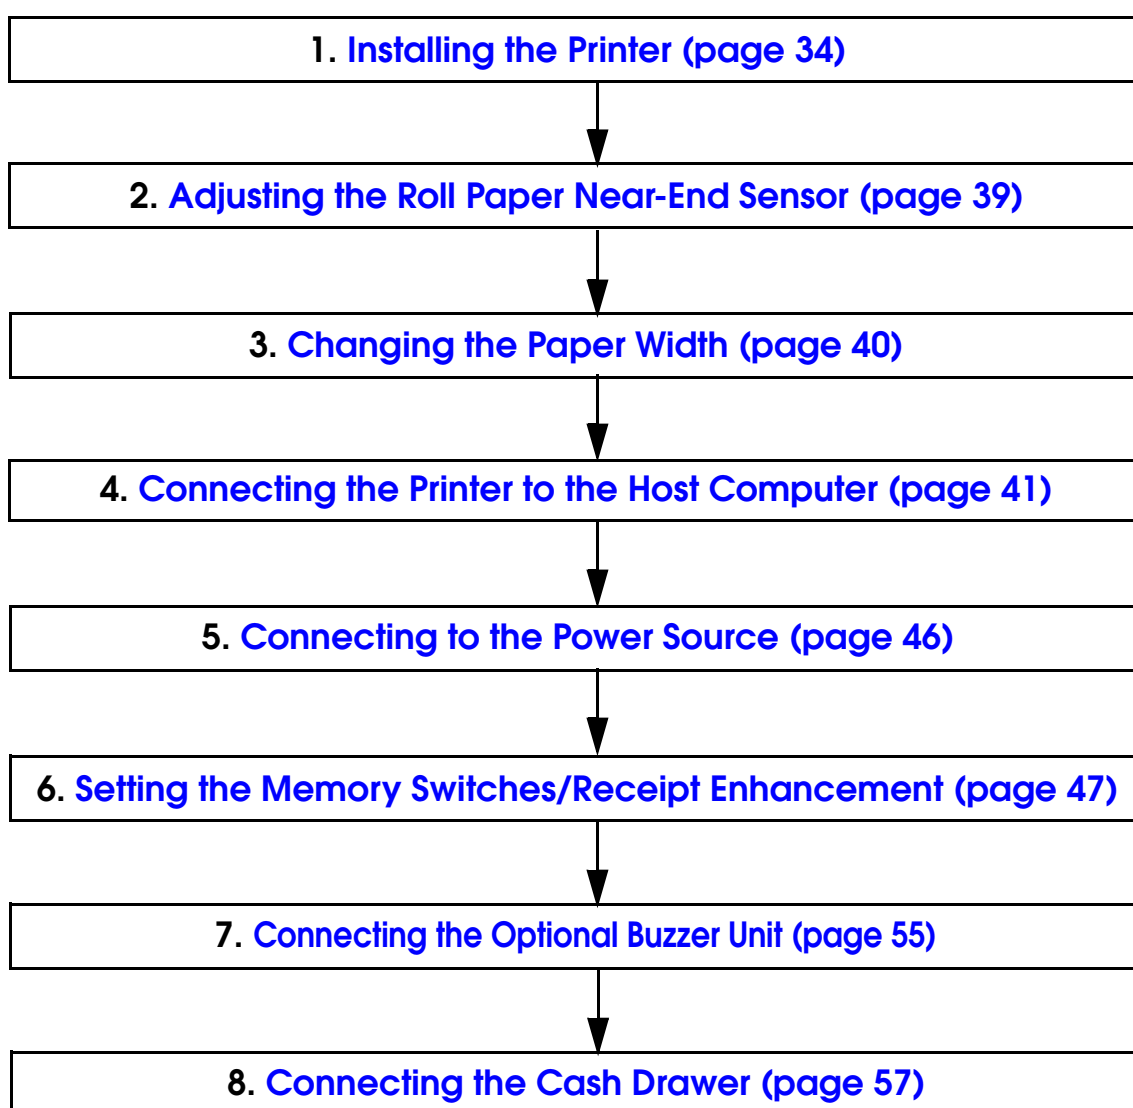 1. Installing the Printer (page 34)
2. Adjusting the Roll Paper Near-End Sensor (page 39)
3. Changing the Paper Width (page 40)
4. Connecting the Printer to the Host Computer (page 41)
5. Connecting to the Power Source (page 46)
6. Setting the Memory Switches/Receipt Enhancement (page 47)
7. Connecting the Optional Buzzer Unit (page 55)
8. Connecting the Cash Drawer (page 57)